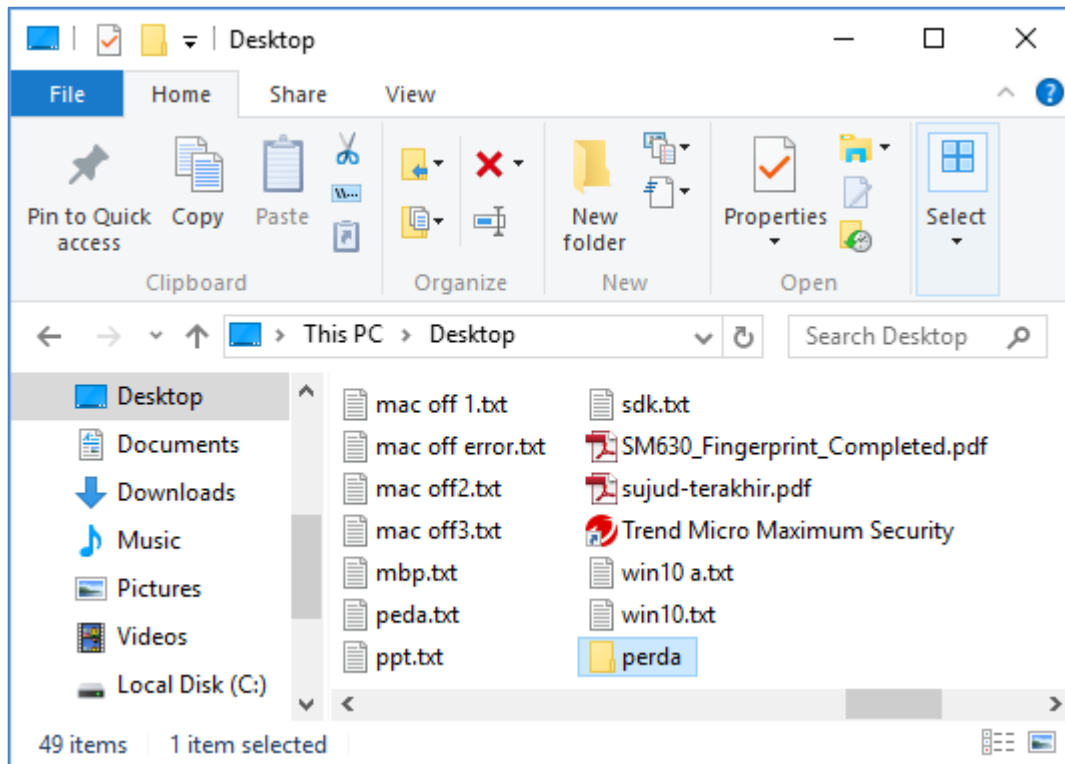 Desktop
File Home Share View
Pin to Quick access
Copy
Paste
Clipboard
Organize
New folder
New
Properties
Open
Select
This PC > Desktop
Search Desktop
Desktop
Documents
Downloads
Music
Pictures
Videos
Local Disk (C:)
mac off 1.txt
mac off error.txt
mac off2.txt
mac off3.txt
mbp.txt
peda.txt
ppt.txt
sdk.txt
SM630_Fingerprint_Completed.pdf
sujud-terakhir.pdf
Trend Micro Maximum Security
win10 a.txt
win10.txt
perda
49 items 1 item selected